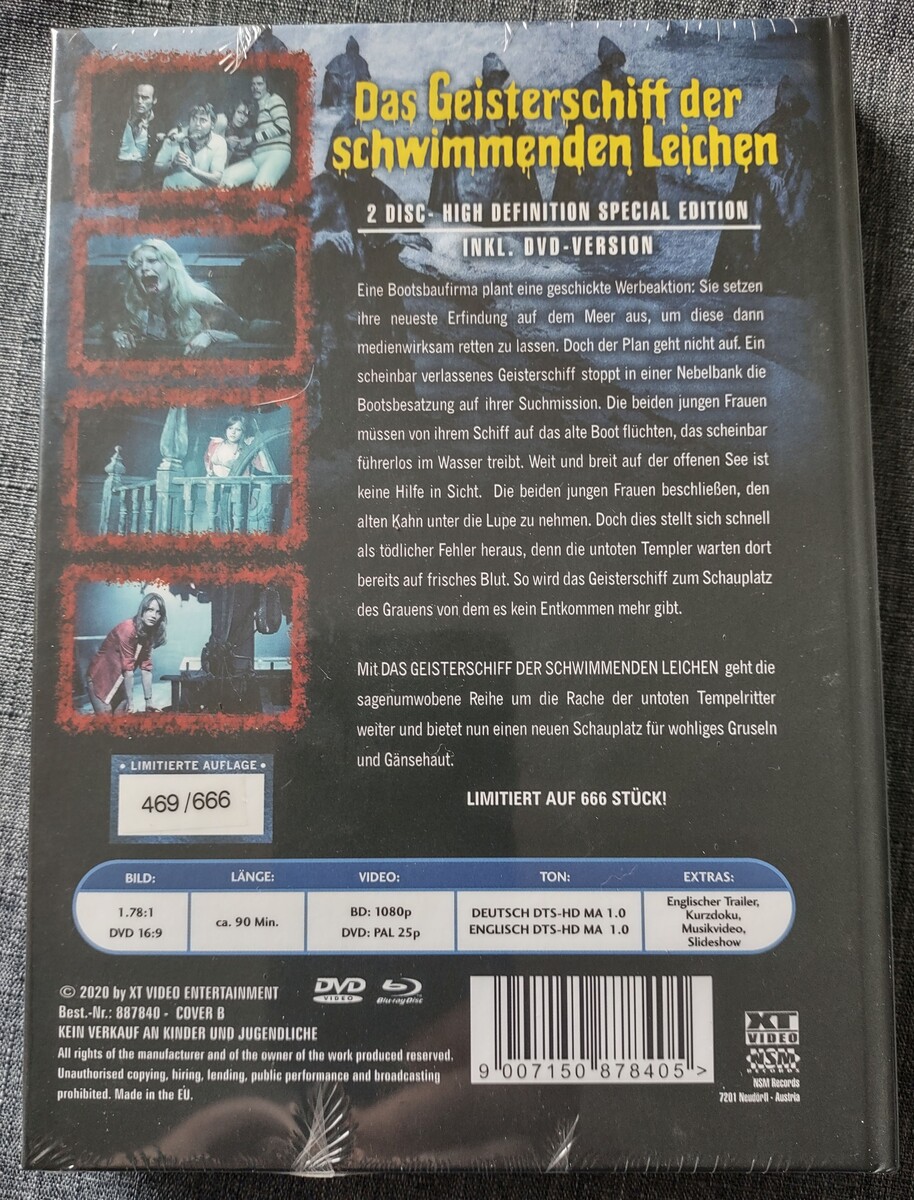 Das Geisterschiff der
schwimmenden Leichen
2 DISC- HIGH DEFINITION SPECIAL EDITION
INKL. DVD-VERSION
Eine Bootsbaufirma plant eine geschickte Werbeaktion: Sie setzen
ihre neueste Erfindung auf dem Meer aus, um diese dann
medienwirksam retten zu lassen. Doch der Plan geht nicht auf. Ein
scheinbar verlassenes Geisterschiff stoppt in einer Nebelbank die
Bootsbesatzung auf ihrer Suchmission. Die beiden jungen Frauen
müssen von ihrem Schiff auf das alte Boot flüchten, das scheinbar
führerlos im Wasser treibt. Weit und breit auf der offenen See ist
keine Hilfe in Sicht. Die beiden jungen Frauen beschließen, den
alten Kahn unter die Lupe zu nehmen. Doch dies stellt sich schnell
als tödlicher Fehler heraus, denn die untoten Templer warten dort
bereits auf frisches Blut. So wird das Geisterschiff zum Schauplatz
des Grauens von dem es kein Entkommen mehr gibt.
Mit DAS GEISTERSCHIFF DER SCHWIMMENDEN LEICHEN geht die
sagenumwobene Reihe um die Rache der untoten Tempelritter
weiter und bietet nun einen neuen Schauplatz für wohliges Gruseln
und Gänsehaut.
LIMITIERT AUF 666 STÜCK!
• LIMITIERTE AUFLAGE •
469/666
BILD:
1.78:1
DVD 16:9
LÄNGE:
ca. 90 Min.
VIDEO:
BD: 1080p
DVD: PAL 25p
TON:
DEUTSCH DTS-HD MA 1.0
ENGLISCH DTS-HD MA 1.0
EXTRAS:
Englischer Trailer,
Kurzdoku,
Musikvideo,
Slideshow
© 2020 by XT VIDEO ENTERTAINMENT
Best.-Nr.: 887840 - COVER B
KEIN VERKAUF AN KINDER UND JUGENDLICHE
All rights of the manufacturer and of the owner of the work produced reserved.
Unauthorised copying, hiring, lending, public performance and broadcasting
prohibited. Made in the EU.
DVD
VIDEO
Blu-ray Disc
9 007150 878405 >
XT
VIDEO
NSM
NSM Records
7201 Neudörfl - Austria